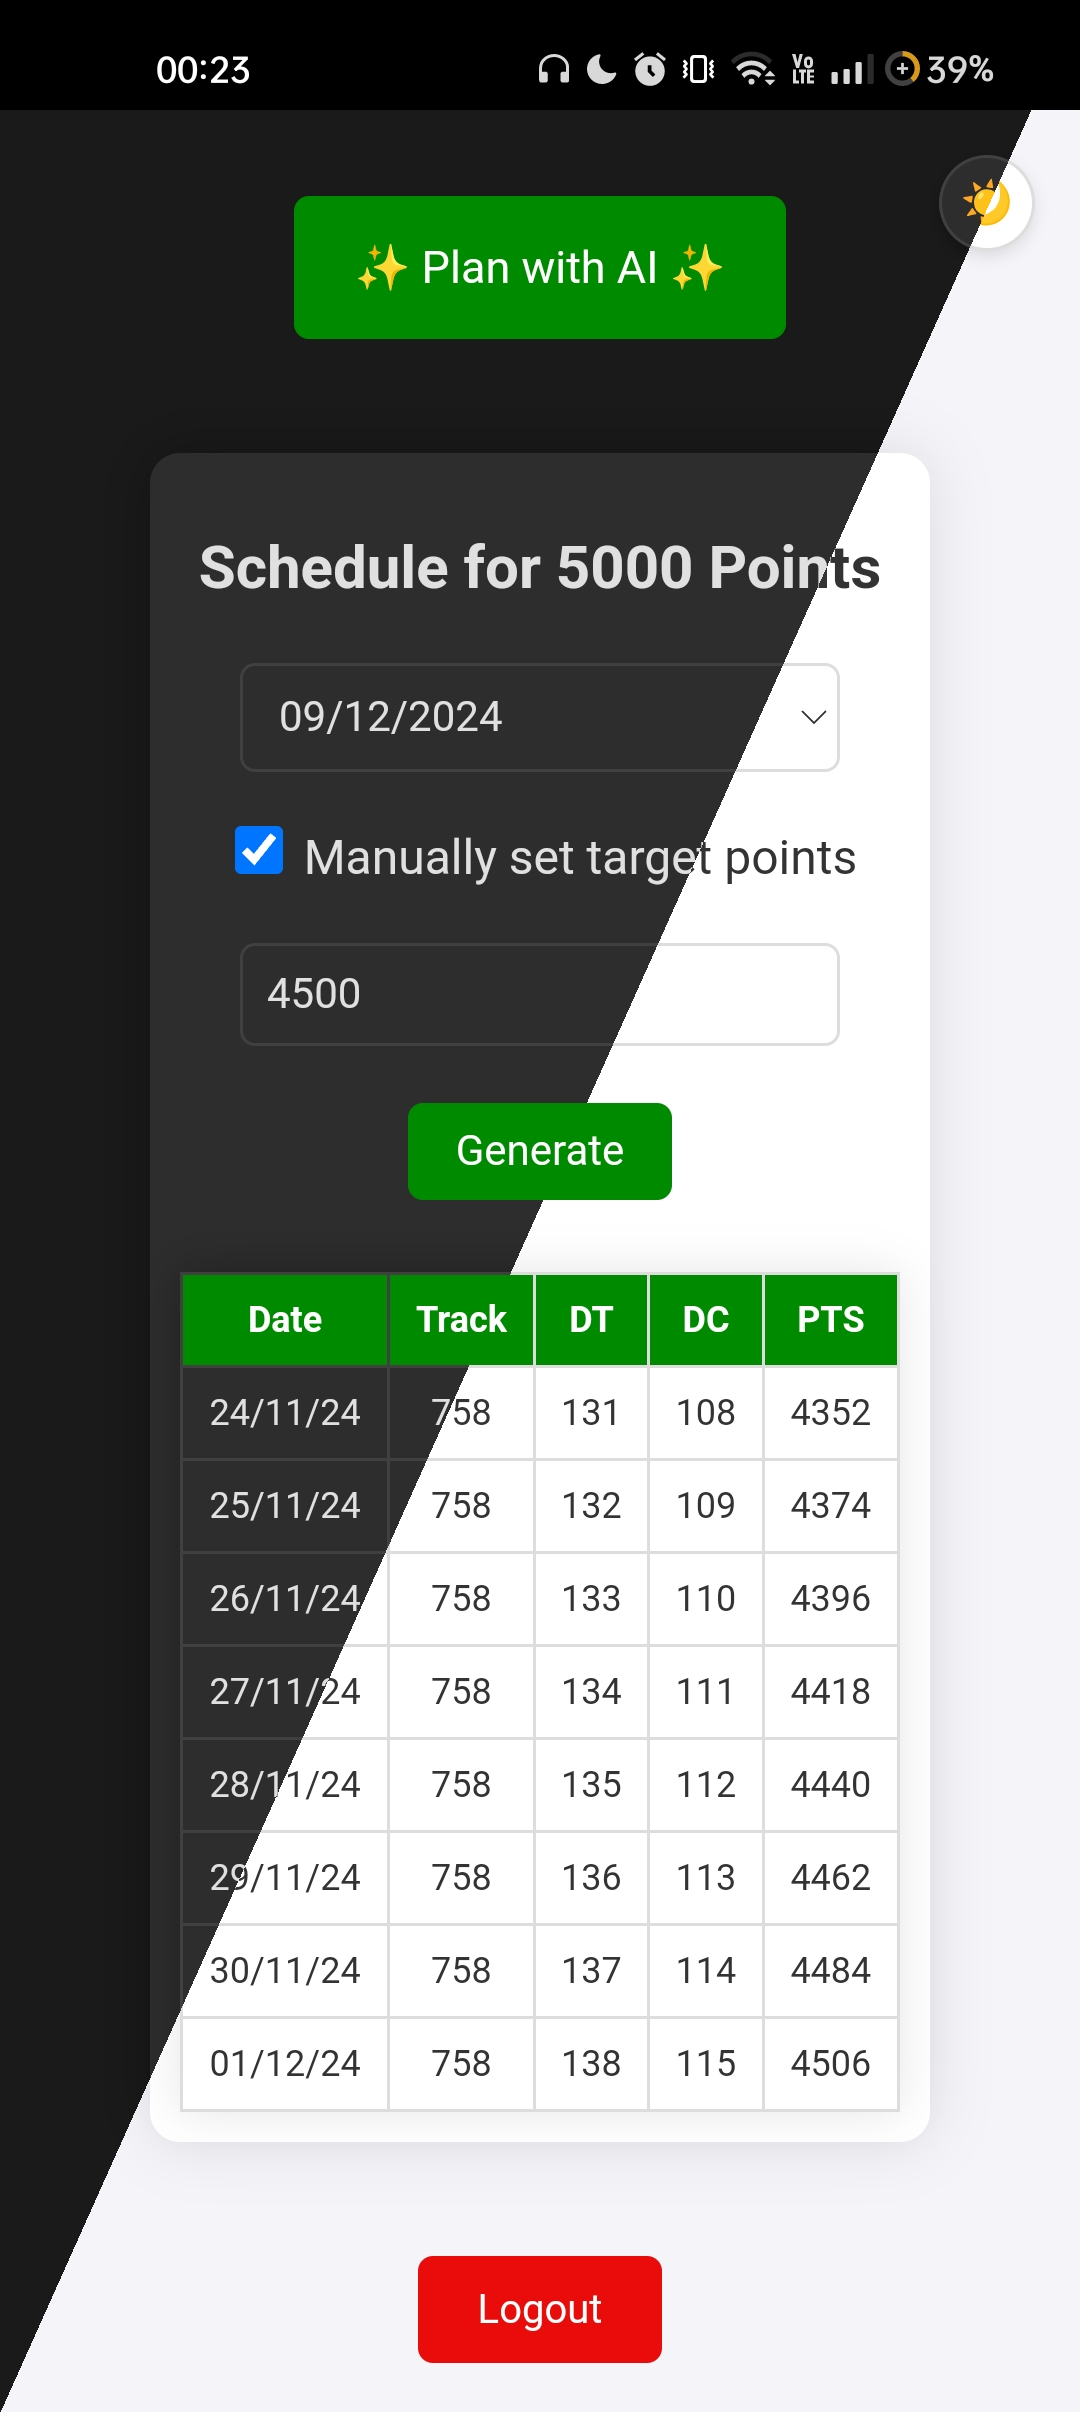 00:23 Vo LTE 39%
✨ Plan with AI ✨
Schedule for 5000 Points
09/12/2024
Manually set target points
4500
Generate
Date Track DT DC PTS
24/11/24 758 131 108 4352
25/11/24 758 132 109 4374
26/11/24 758 133 110 4396
27/11/24 758 134 111 4418
28/11/24 758 135 112 4440
29/11/24 758 136 113 4462
30/11/24 758 137 114 4484
01/12/24 758 138 115 4506
Logout